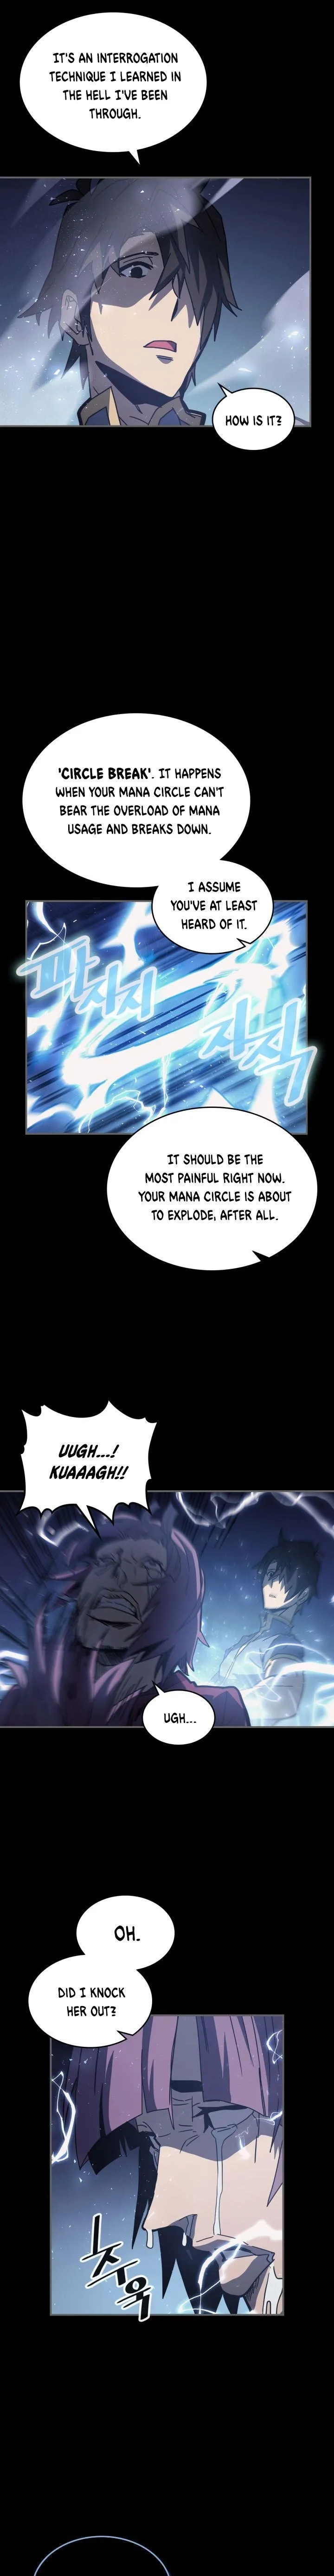 IT'S AN INTERROGATION
TECHNIQUE I LEARNED IN
THE HELL I'VE BEEN
THROUGH.
HOW IS IT?
'CIRCLE BREAK'. IT HAPPENS
WHEN YOUR MANA CIRCLE CAN'T
BEAR THE OVERLOAD OF MANA
USAGE AND BREAKS DOWN.
I ASSUME
YOU'VE AT LEAST
HEARD OF IT.
파지지
지직
IT SHOULD BE THE
MOST PAINFUL RIGHT NOW.
YOUR MANA CIRCLE IS ABOUT
TO EXPLODE, AFTER ALL.
UUGH...!
KUAAAGH!!
UGH...
OH.
DID I KNOCK
HER OUT?